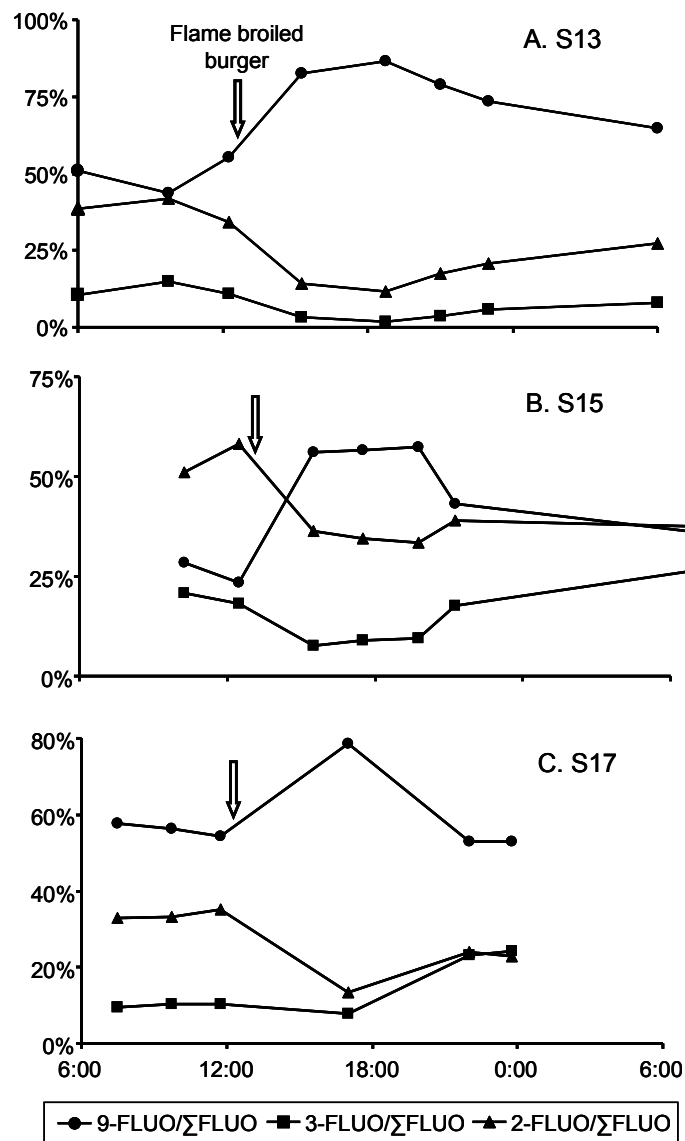 100%
Flame broiled
burger
A. S13
75%
50%
25%
0%
75%
B. S15
50%
25%
0%
80%
C. S17
60%
40%
20%
0%
6:00 12:00 18:00 0:00 6:00
9-FLUO/∑FLUO 3-FLUO/∑FLUO 2-FLUO/∑FLUO